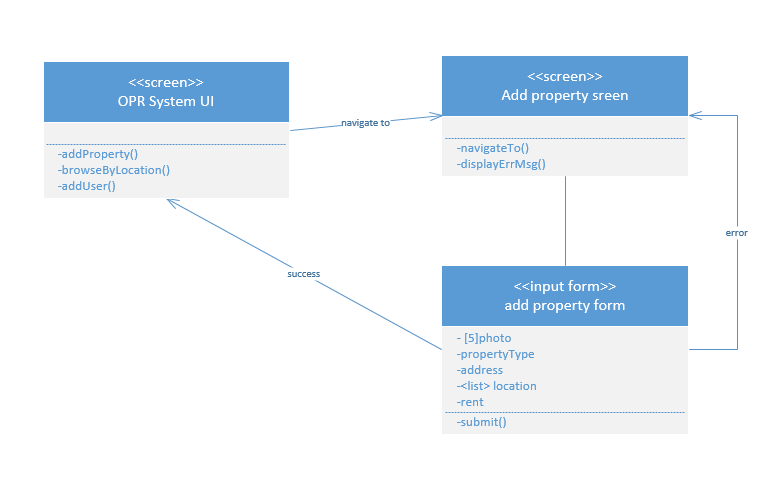 <<screen>>
OPR System UI
-addProperty()
-browseByLocation()
-addUser()
navigate to
<<screen>>
Add property sreen
-navigateTo()
-displayErrMsg()
error
success
<<input form>>
add property form
- [5]photo
-propertyType
-address
-<list> location
-rent
-submit()